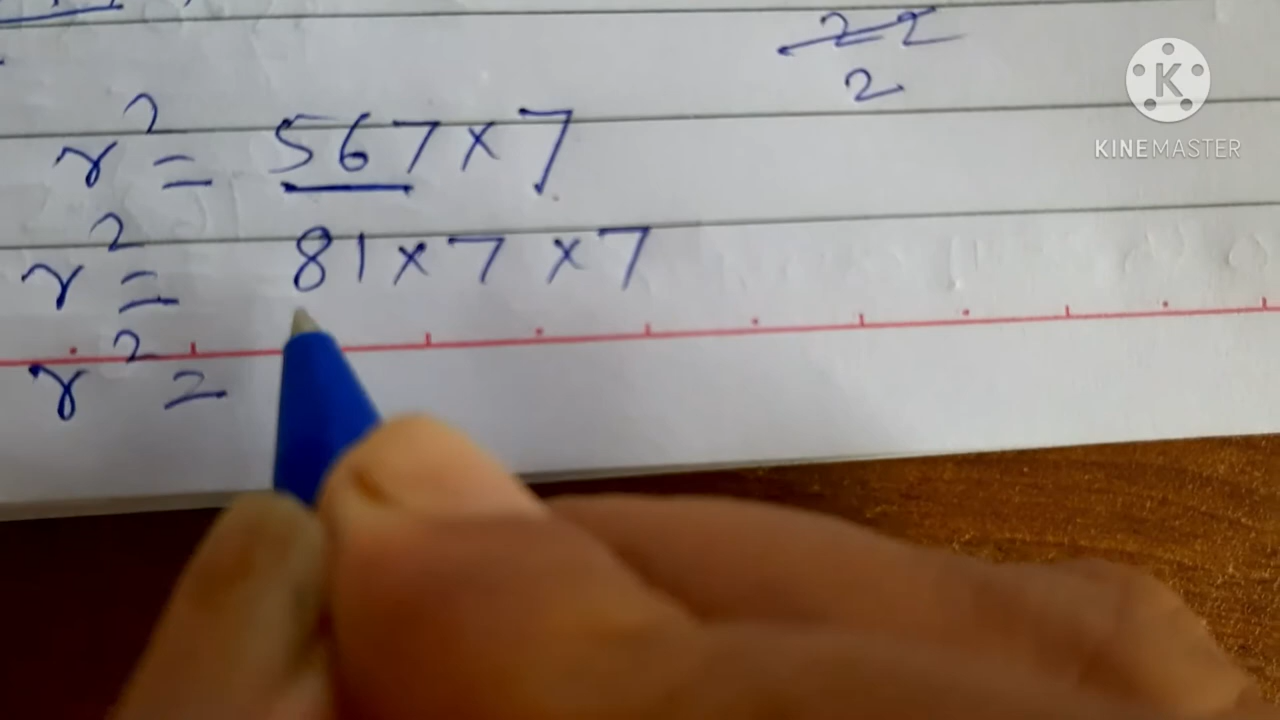 22
2
r² = 567 × 7
r² = 81 × 7 × 7
r² =
K
KINEMASTER